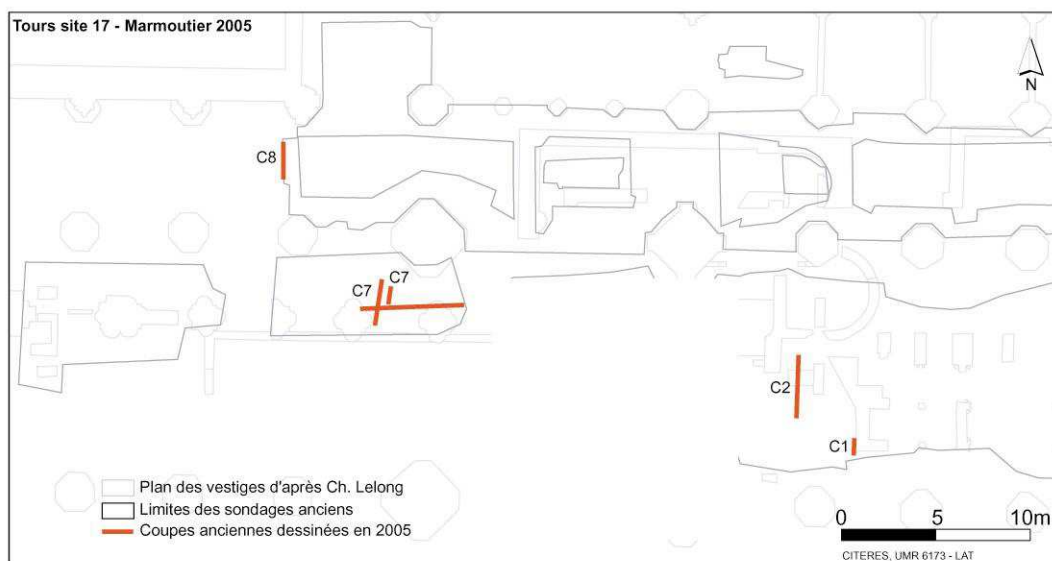 Tours site 17 - Marmoutier 2005
N
C8
C7
C7
C2
C1
Plan des vestiges d'après Ch. Lelong
Limites des sondages anciens
Coupes anciennes dessinées en 2005
0 5 10m
CITERES, UMR 6173 - LAT